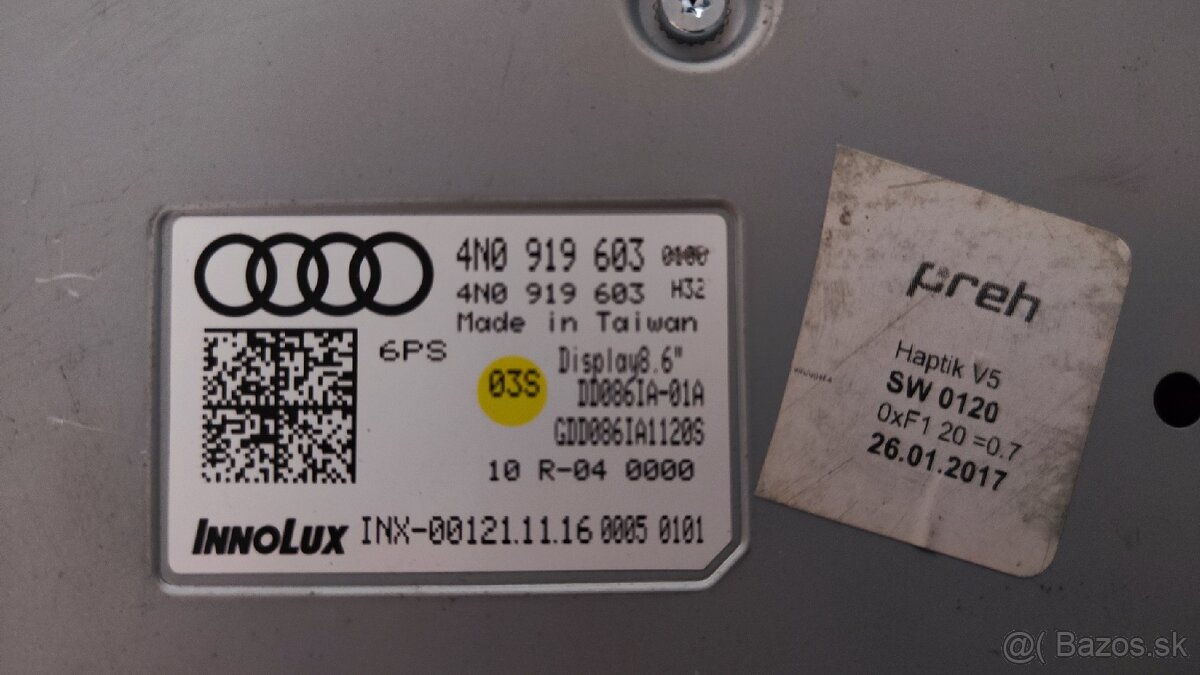 4N0 919 603
4N0 919 603 H32
Made in Taiwan
6PS
03S
Display8.6"
DD086IA-01A
GDD086IA1120S
10 R-04 0000
INNOLUX INX-00121.11.16 0005 0101
preh
Haptik V5
SW 0120
0xF1 20 =0.7
26.01.2017
@( Bazos.sk